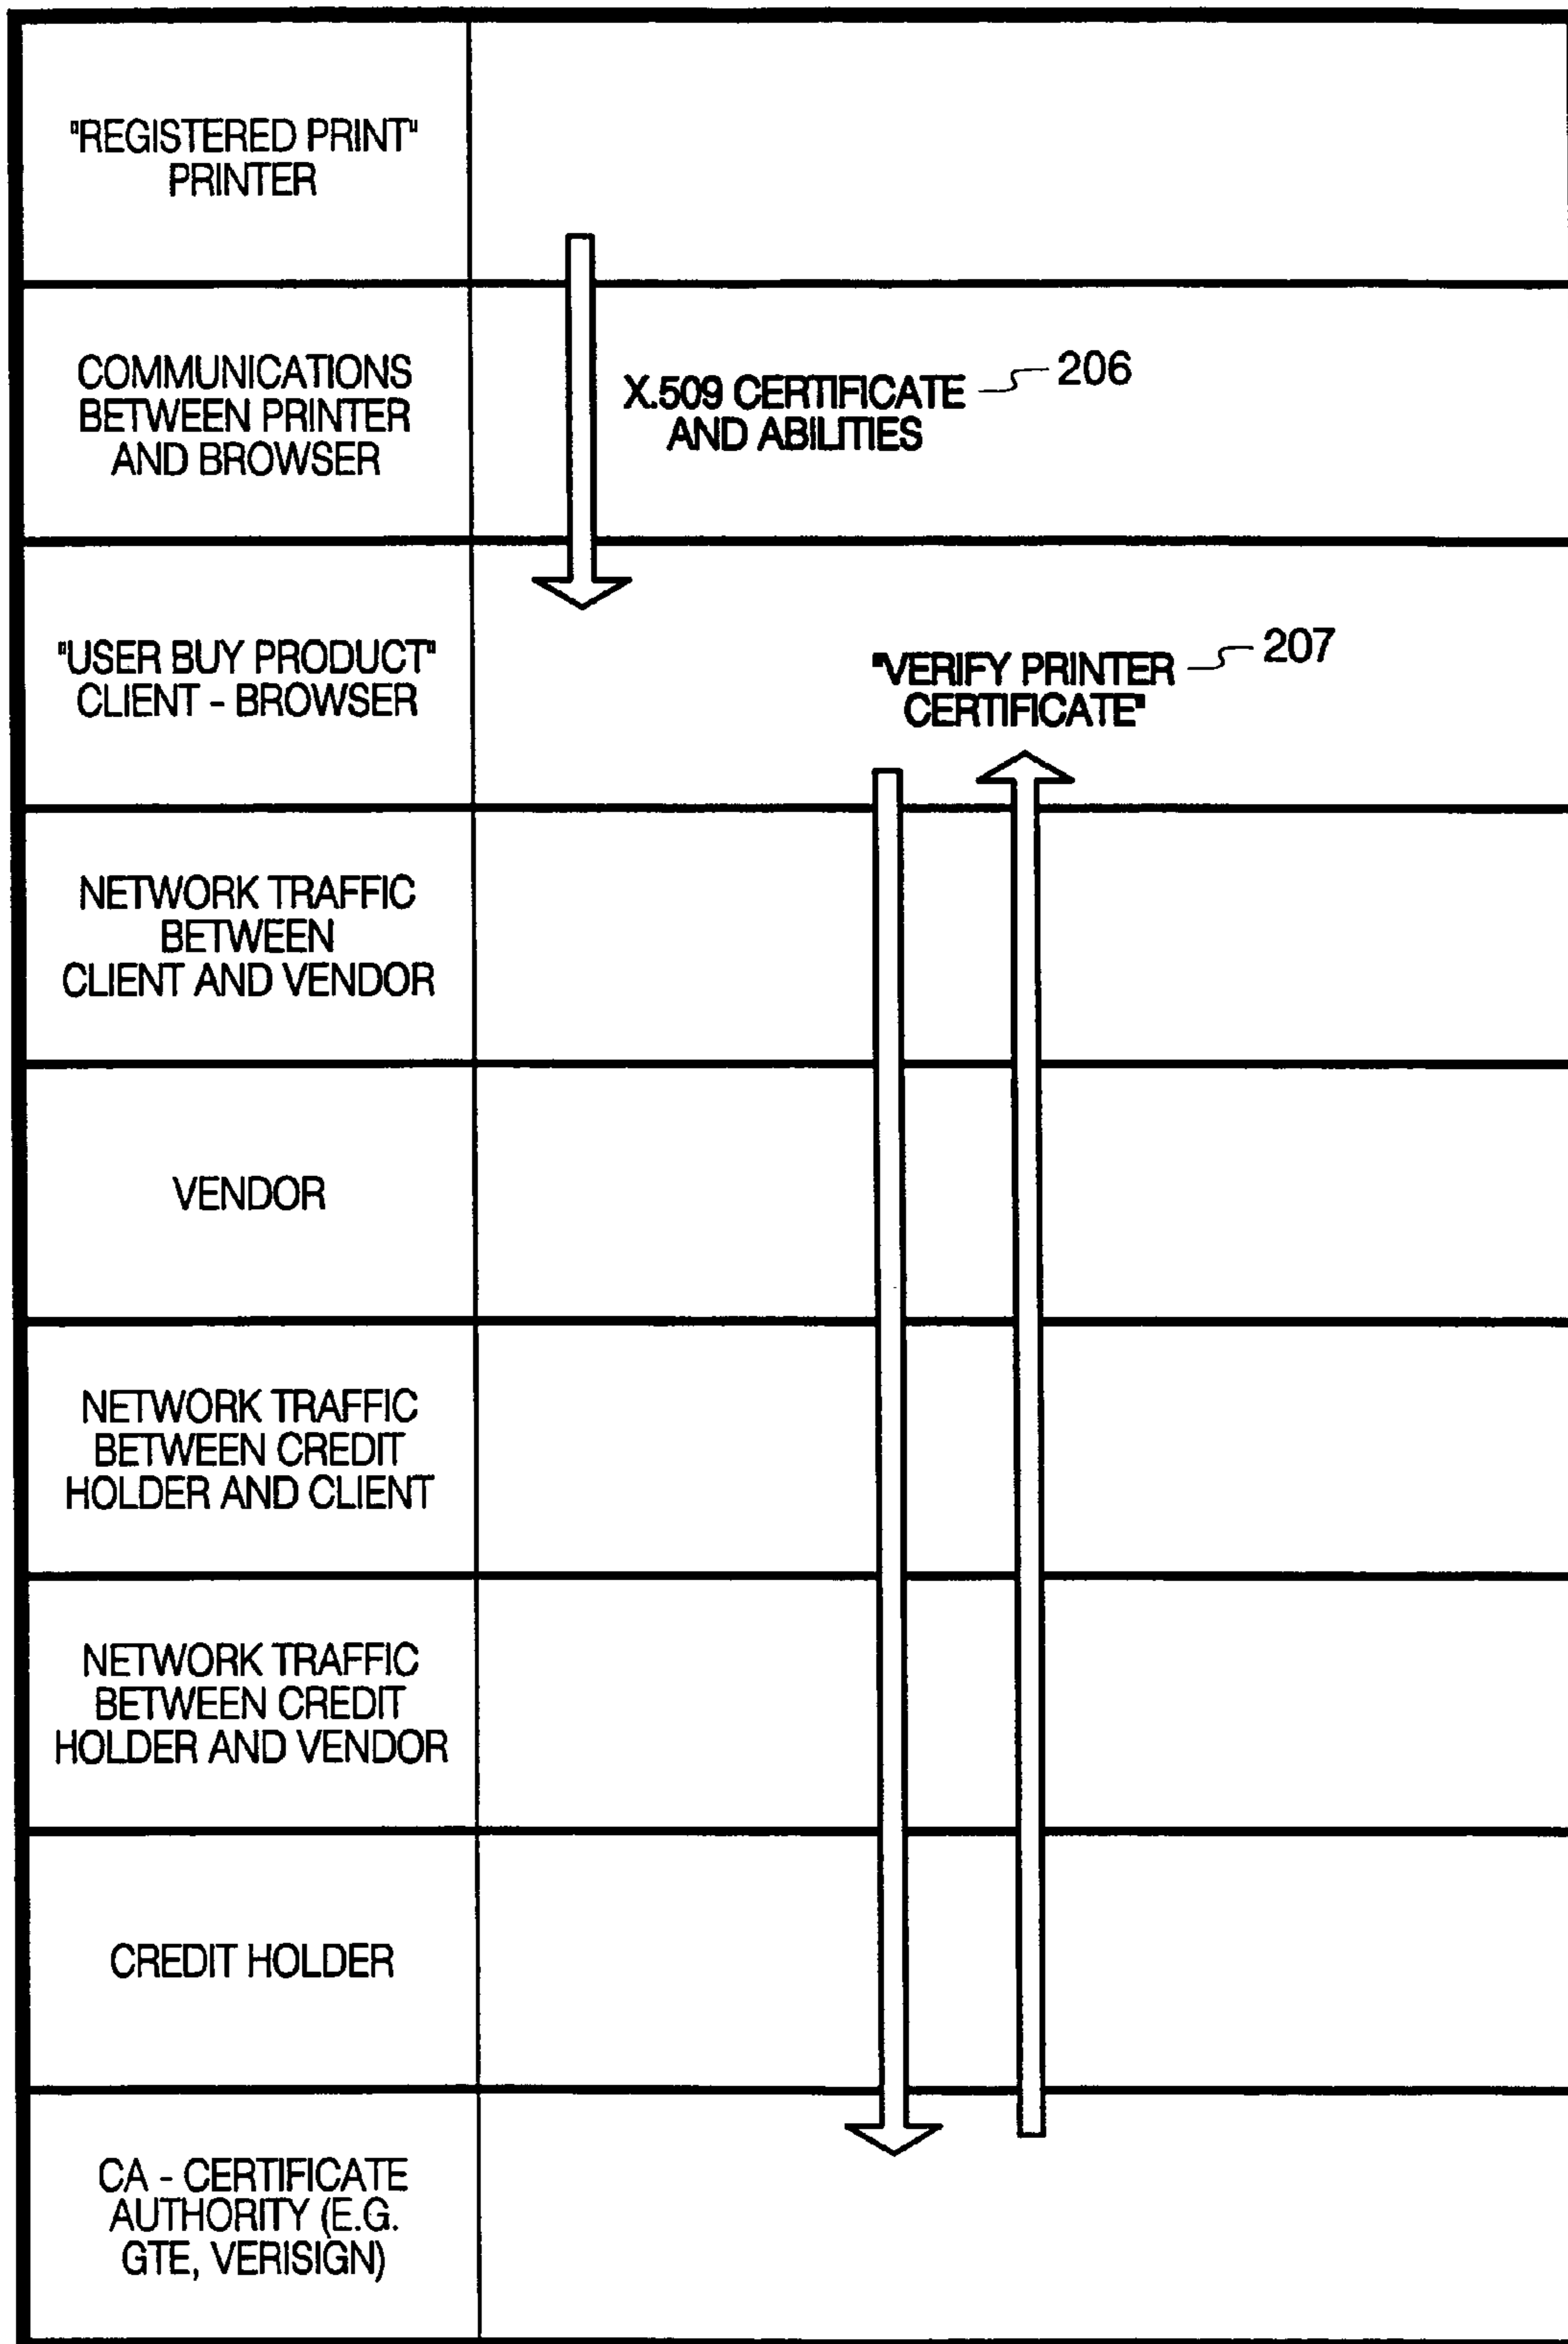 "REGISTERED PRINT"
PRINTER
COMMUNICATIONS
BETWEEN PRINTER
AND BROWSER
X.509 CERTIFICATE
AND ABILITIES
206
"USER BUY PRODUCT"
CLIENT - BROWSER
"VERIFY PRINTER
CERTIFICATE"
207
NETWORK TRAFFIC
BETWEEN
CLIENT AND VENDOR
VENDOR
NETWORK TRAFFIC
BETWEEN CREDIT
HOLDER AND CLIENT
NETWORK TRAFFIC
BETWEEN CREDIT
HOLDER AND VENDOR
CREDIT HOLDER
CA - CERTIFICATE
AUTHORITY (E.G.
GTE, VERISIGN)